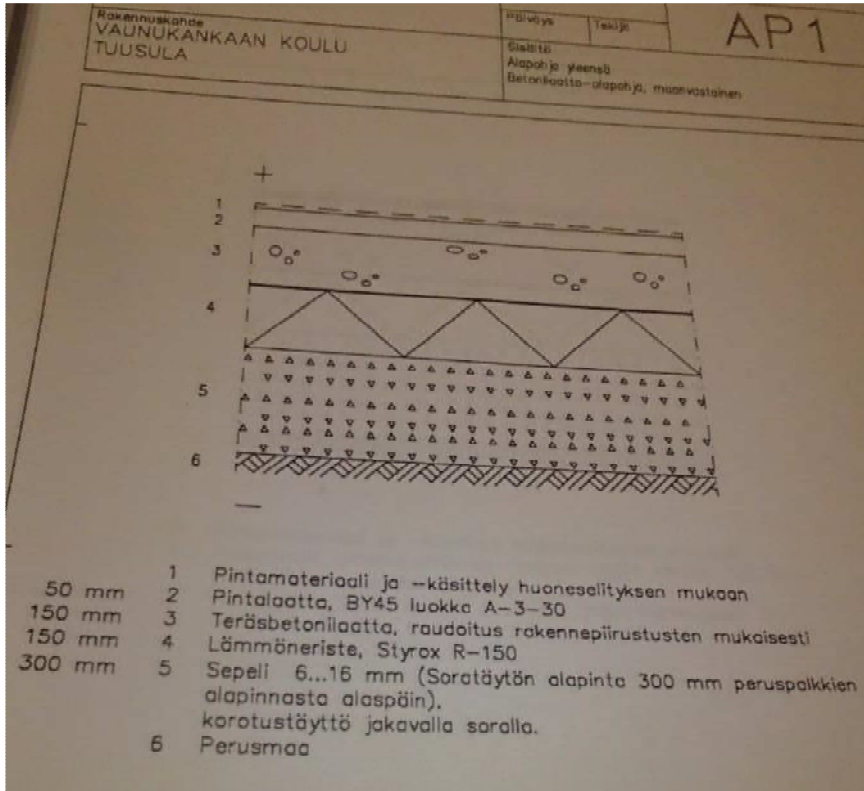 Rakennuskohde
VAUNUKANKAAN KOULU
TUUSULA
Päiväys
Tekijä
AP1
Sisältö
Alapohja yleensä
Betonilaatta-alapohja, maanvastainen
+
1
2
3
4
5
6
—
1 Pintamateriaali ja -käsittely huoneselityksen mukaan
50 mm 2 Pintalaatta, BY45 luokka A-3-30
150 mm 3 Teräsbetonilaatta, raudoitus rakennepiirustusten mukaisesti
150 mm 4 Lämmöneriste, Styrox R-150
300 mm 5 Sepeli 6...16 mm (Soratäytön alapinta 300 mm peruspalkkien
alapinnasta alaspäin),
korotustäyttö jakavalla soralla.
6 Perusmaa